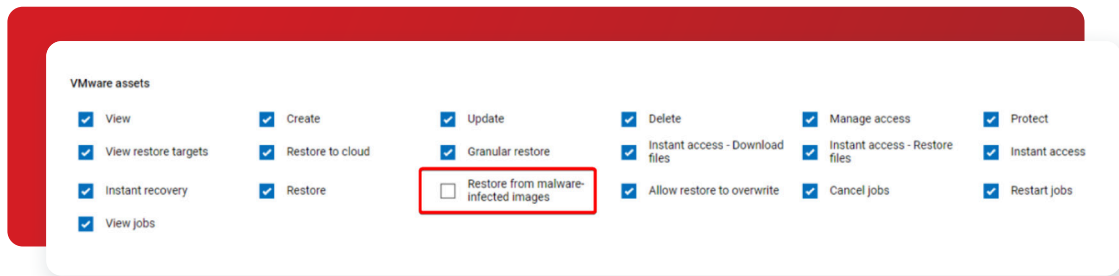 VMware assets
View
Create
Update
Delete
Manage access
Protect
View restore targets
Restore to cloud
Granular restore
Instant access - Download
files
Instant access - Restore
files
Instant access
Instant recovery
Restore
Restore from malware-
infected images
Allow restore to overwrite
Cancel jobs
Restart jobs
View jobs